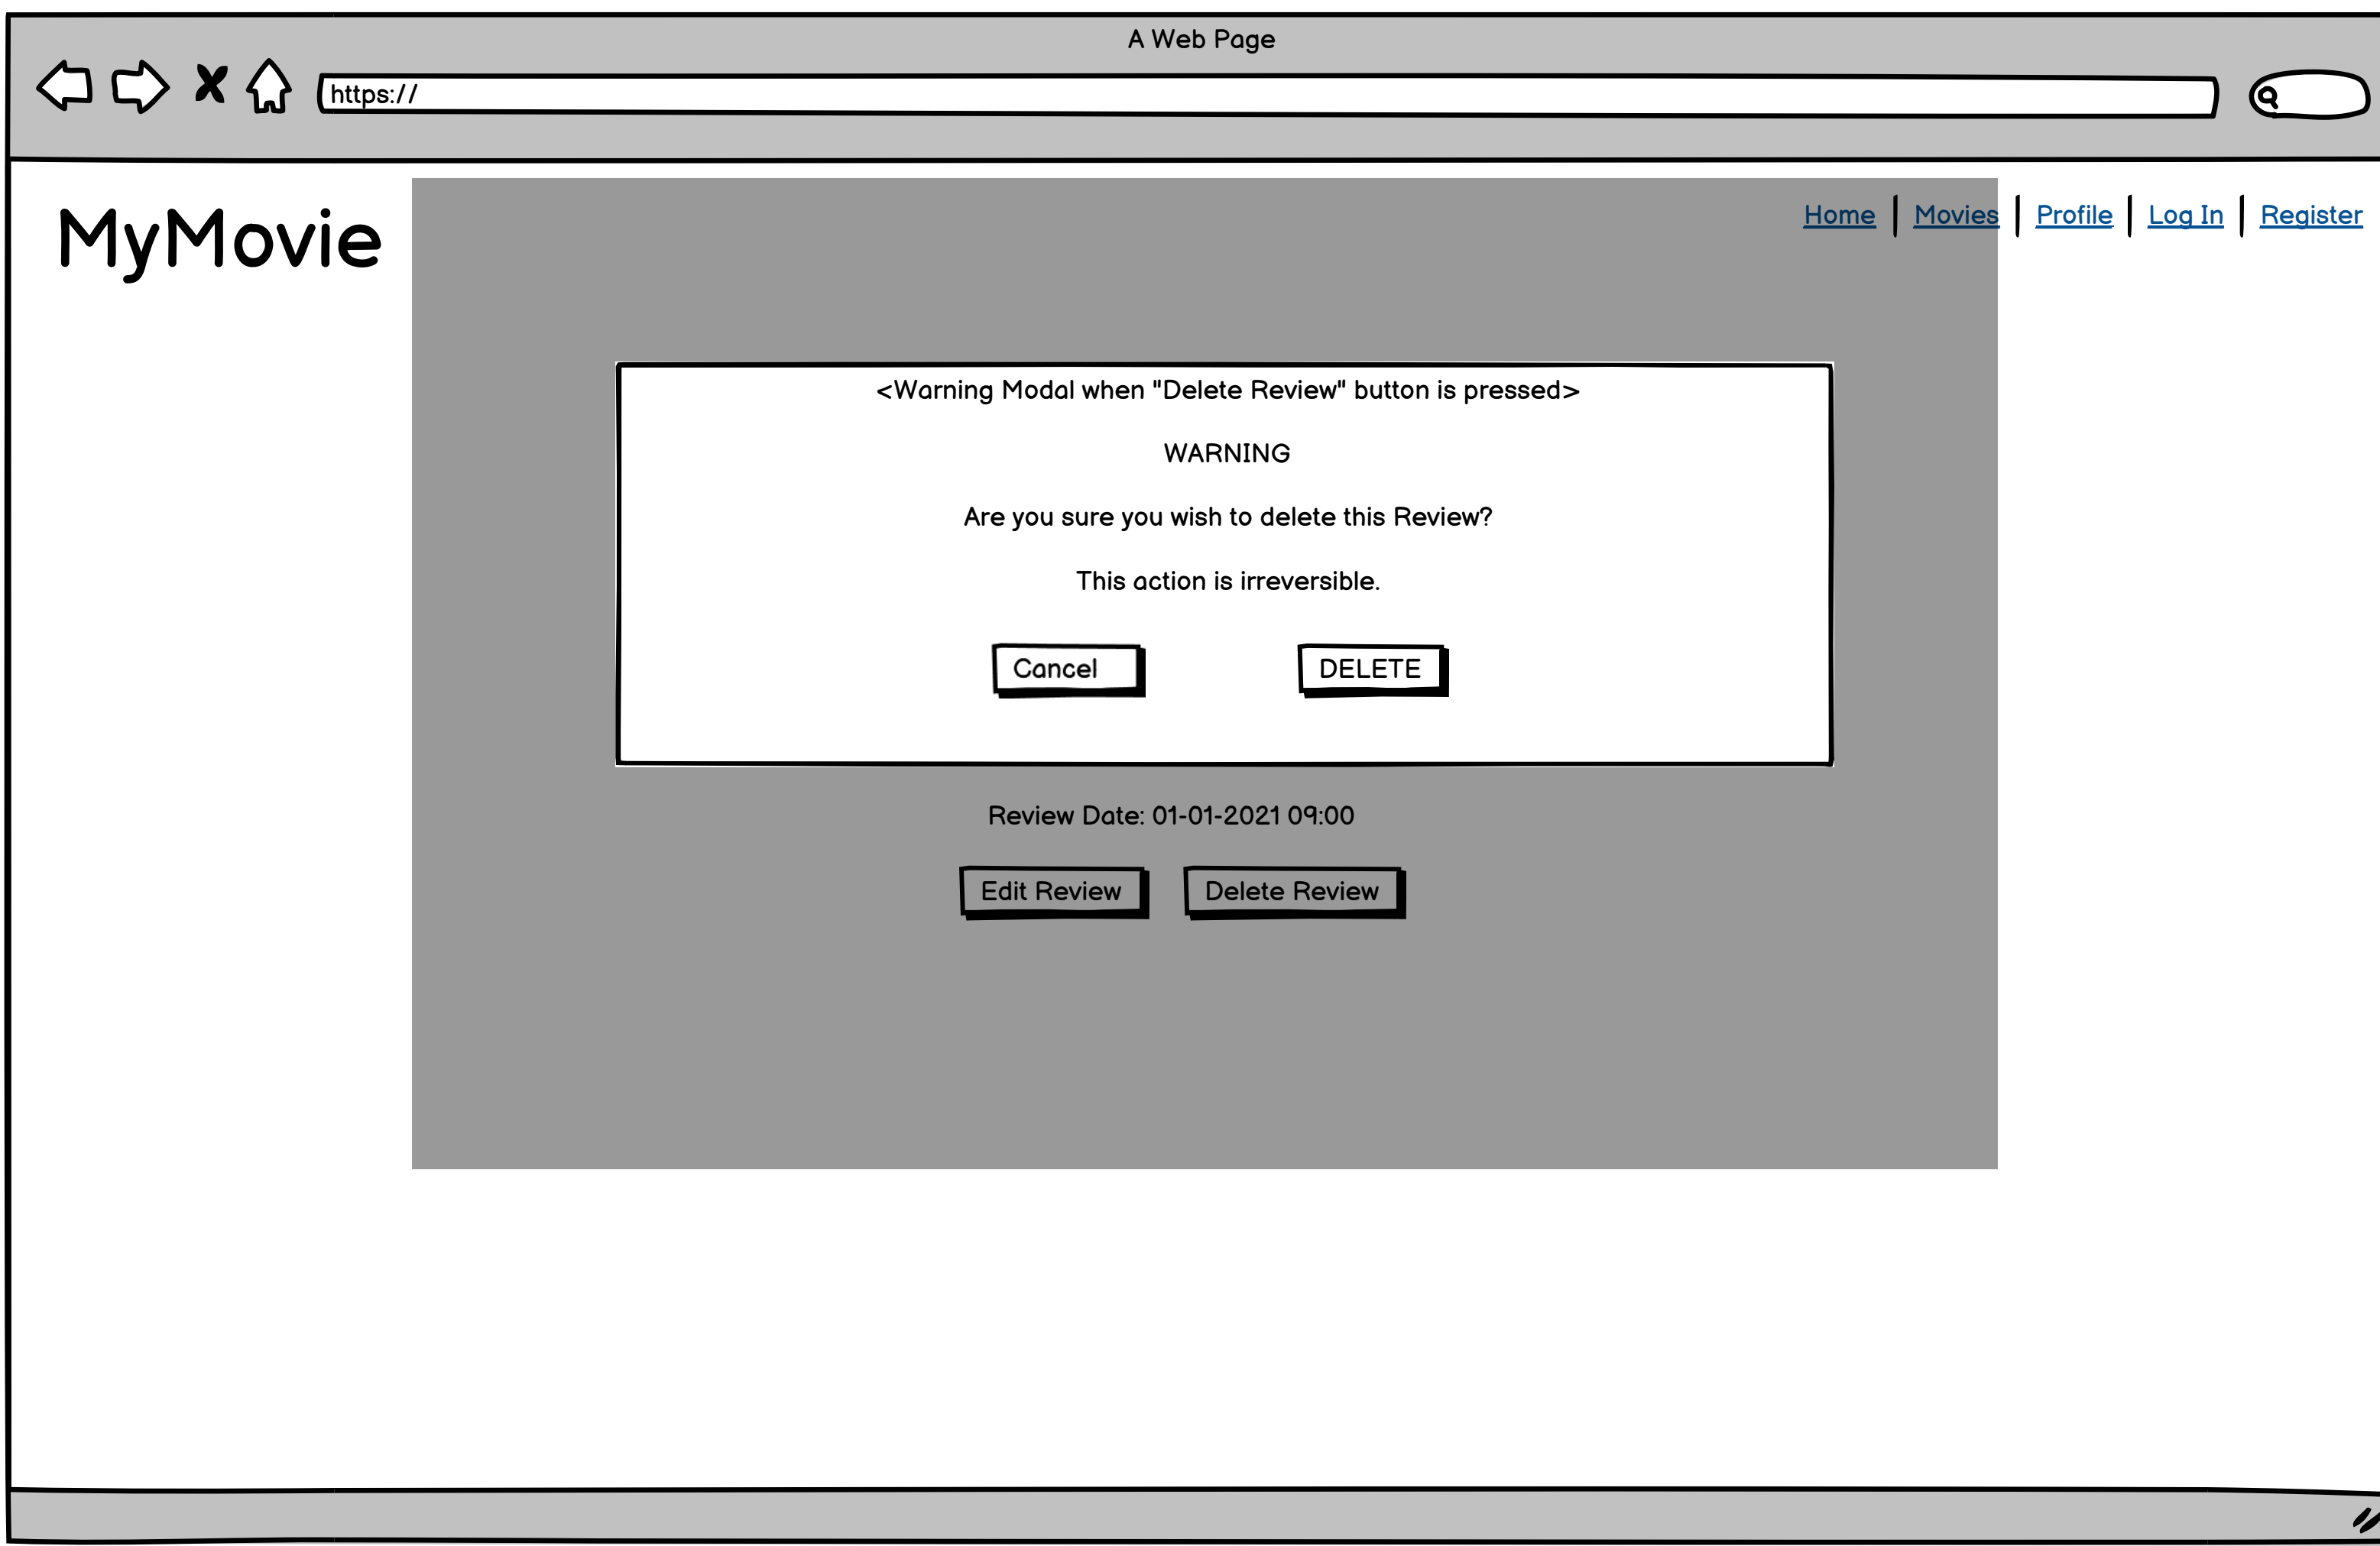 A Web Page
https://
MyMovie
Home | Movies | Profile | Log In | Register
<Warning Modal when "Delete Review" button is pressed>
WARNING
Are you sure you wish to delete this Review?
This action is irreversible.
Cancel DELETE
Review Date: 01-01-2021 09:00
Edit Review Delete Review